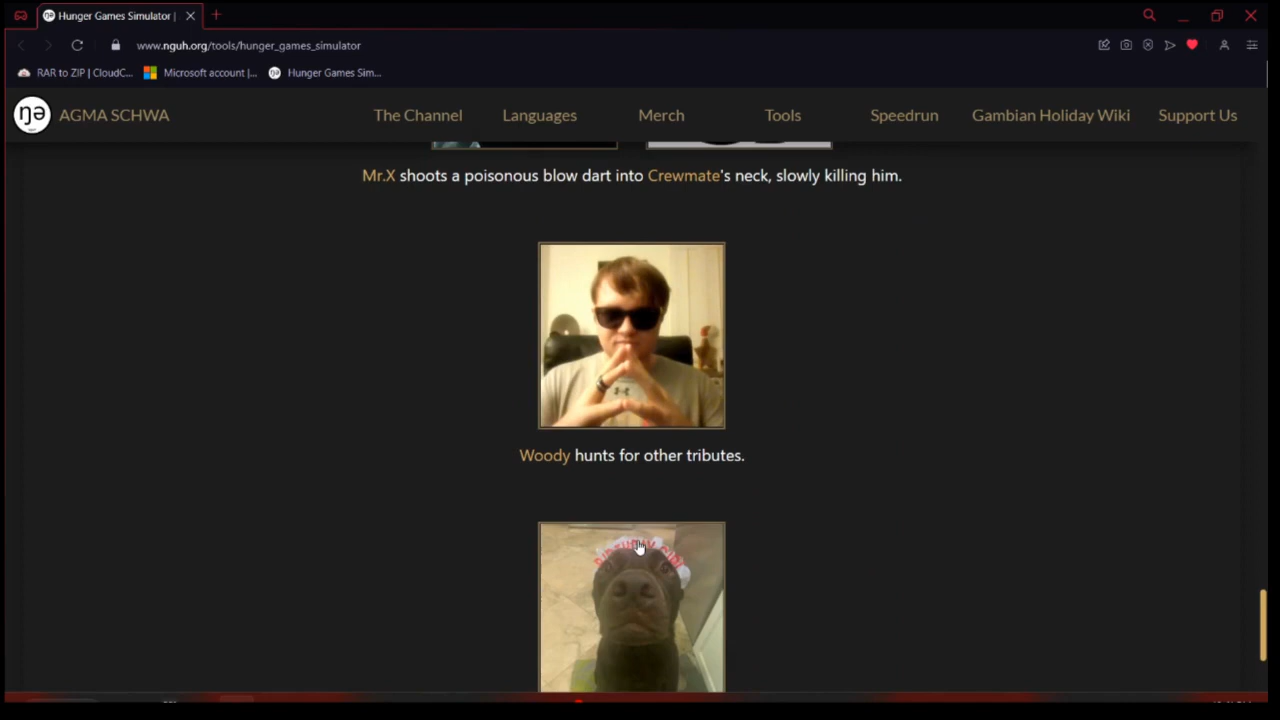 Hunger Games Simulator |
www.nguh.org/tools/hunger_games_simulator
RAR to ZIP | CloudC... Microsoft account |... Hunger Games Sim...
ŋə AGMA SCHWA The Channel Languages Merch Tools Speedrun Gambian Holiday Wiki Support Us
Mr.X shoots a poisonous blow dart into Crewmate's neck, slowly killing him.
Woody hunts for other tributes.